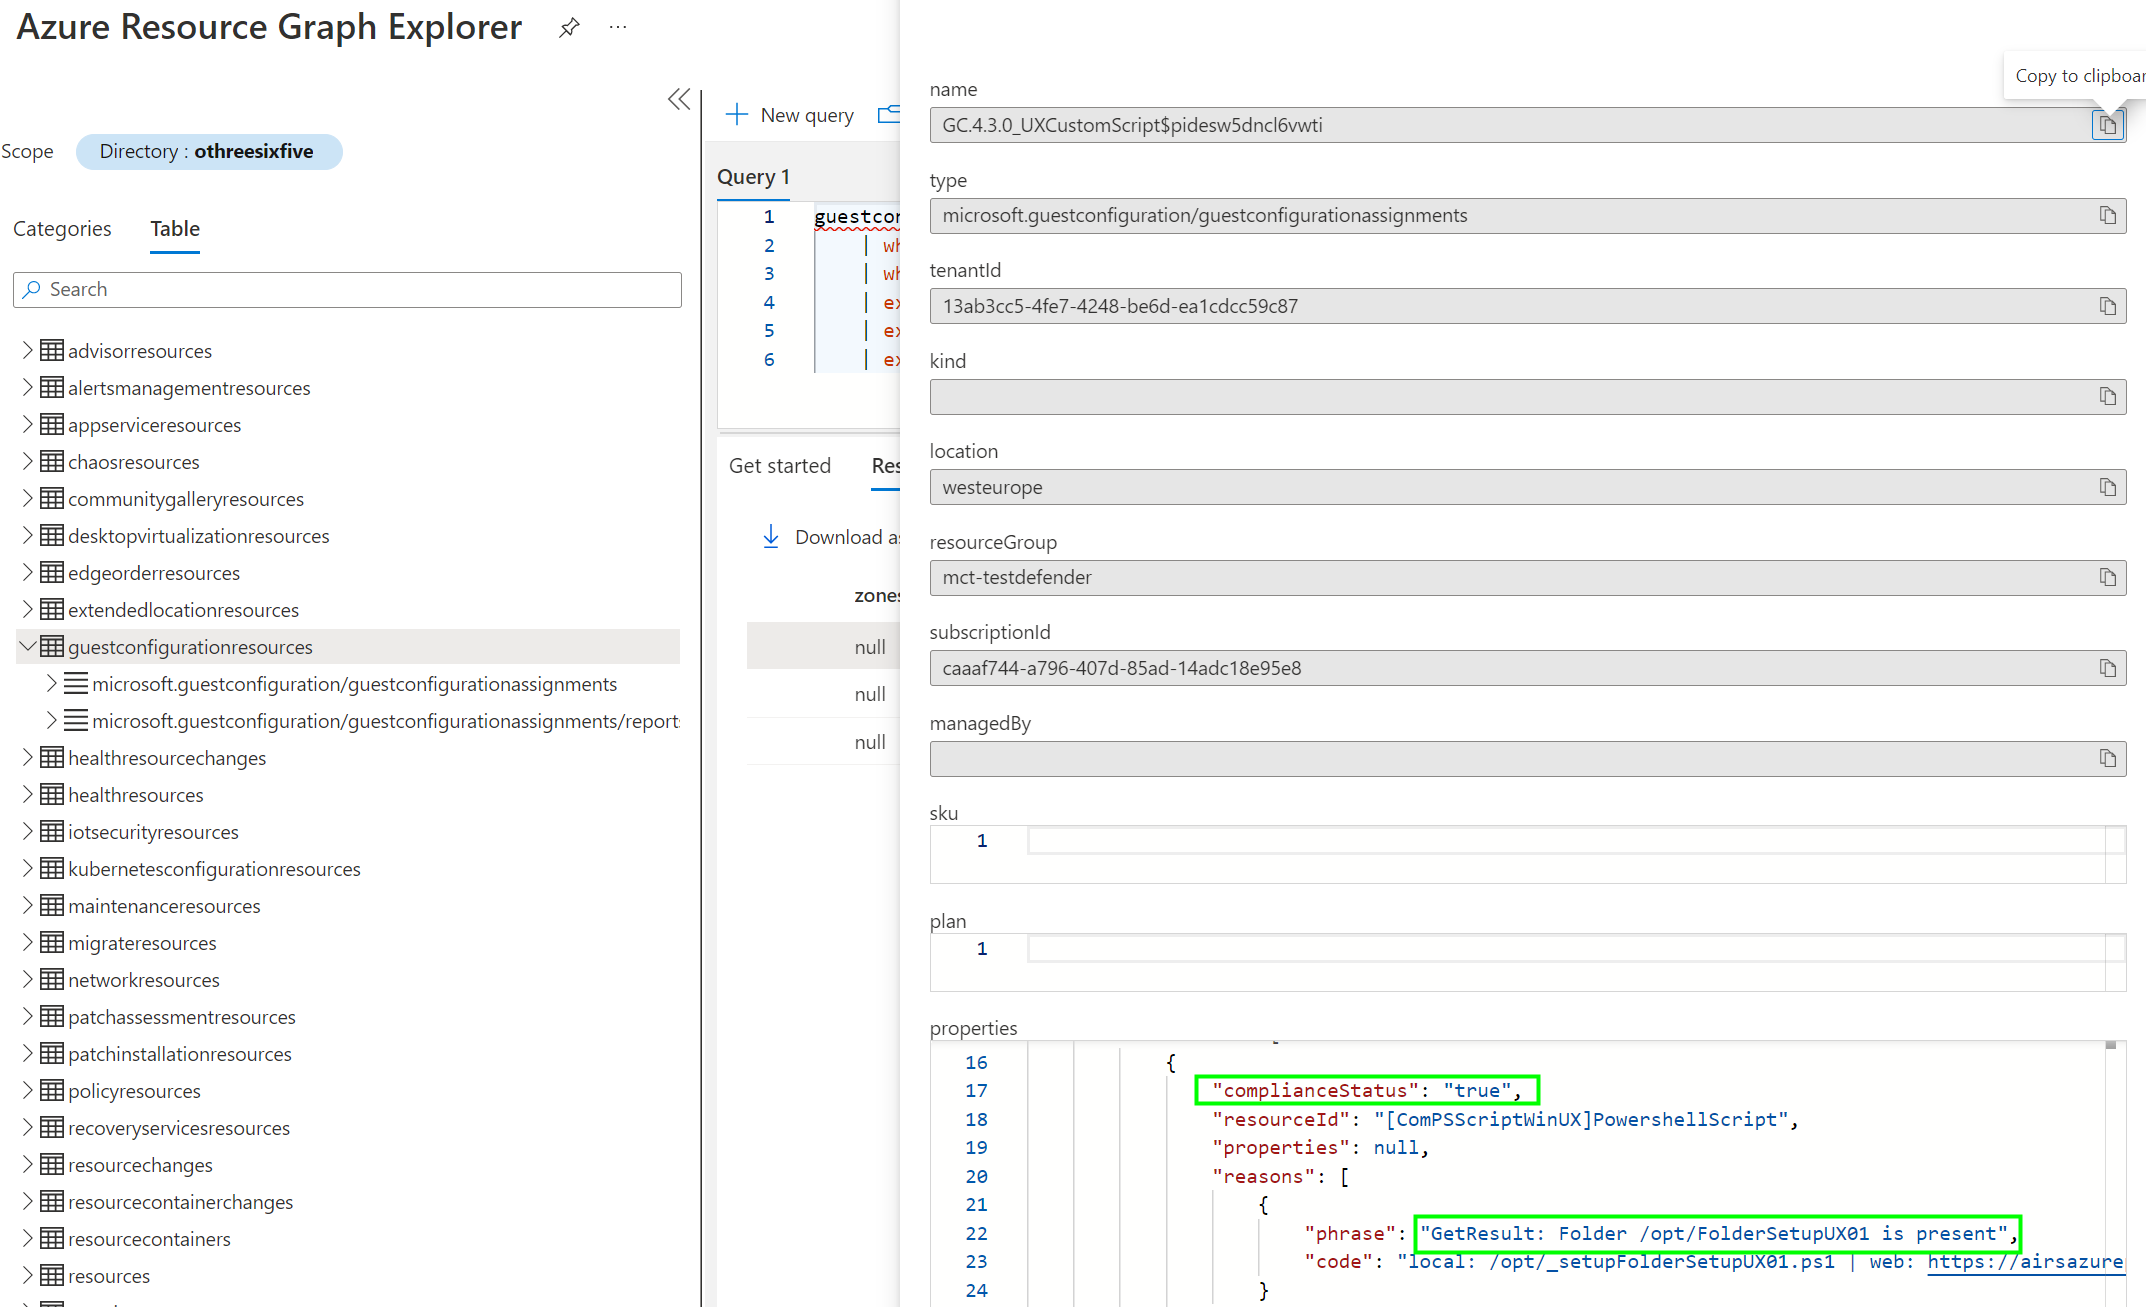 Azure Resource Graph Explorer
Scope
Directory : othreesixfive
Categories
Table
Search
advisorresources
alertsmanagementresources
appserviceresources
chaosresources
communitygalleryresources
desktopvirtualizationresources
edgeorderresources
extendedlocationresources
guestconfigurationresources
microsoft.guestconfiguration/guestconfigurationassignments
microsoft.guestconfiguration/guestconfigurationassignments/report
healthresourcechanges
healthresources
iotsecurityresources
kubernetesconfigurationresources
maintenanceresources
migrateresources
networkresources
patchassessmentresources
patchinstallationresources
policyresources
recoveryservicesresources
resourcechanges
resourcecontainerchanges
resourcecontainers
resources
New query
Query 1
1 guestcor
2 | wh
3 | wh
4 | ex
5 | ex
6 | ex
Get started
Res
Download as
zones
null
null
null
Copy to clipboar
name
GC.4.3.0_UXCustomScript$pidesw5dncl6vwti
type
microsoft.guestconfiguration/guestconfigurationassignments
tenantId
13ab3cc5-4fe7-4248-be6d-ea1cdcc59c87
kind
location
westeurope
resourceGroup
mct-testdefender
subscriptionId
caaaf744-a796-407d-85ad-14adc18e95e8
managedBy
sku
1
plan
1
properties
16 {
17 "complianceStatus": "true",
18 "resourceId": "[ComPSScriptWinUX]PowershellScript",
19 "properties": null,
20 "reasons": [
21 {
22 "phrase": "GetResult: Folder /opt/FolderSetupUX01 is present",
23 "code": "local: /opt/_setupFolderSetupUX01.ps1 | web: https://airsazure
24 }